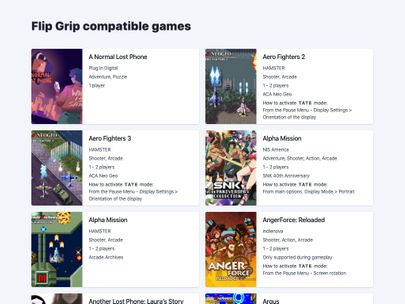 Flip Grip compatible games
A Normal Lost Phone
Plug In Digital
Adventure, Puzzle
1 player
Aero Fighters 2
HAMSTER
Shooter, Arcade
1 - 2 players
ACA Neo Geo
How to activate TATE mode:
From the Pause Menu - Display Settings >
Orientation of the display
Aero Fighters 3
HAMSTER
Shooter, Arcade
1 - 2 players
ACA Neo Geo
How to activate TATE mode:
From the Pause Menu - Display Settings >
Orientation of the display
Alpha Mission
NIS America
Adventure, Shooter, Action, Arcade
1 - 2 players
SNK 40th Anniversary
How to activate TATE mode:
From main options, Display Mode > Portrait
SNK
Alpha Mission
HAMSTER
Shooter, Arcade
1 - 2 players
Arcade Archives
AngerForce: Reloaded
indienova
Shooter, Action, Arcade
1 - 2 players
Only supported during gameplay
How to activate TATE mode:
From the Pause Menu - Screen rotation
ANGER
FORCE
Another Lost Phone: Laura's Story
Argus